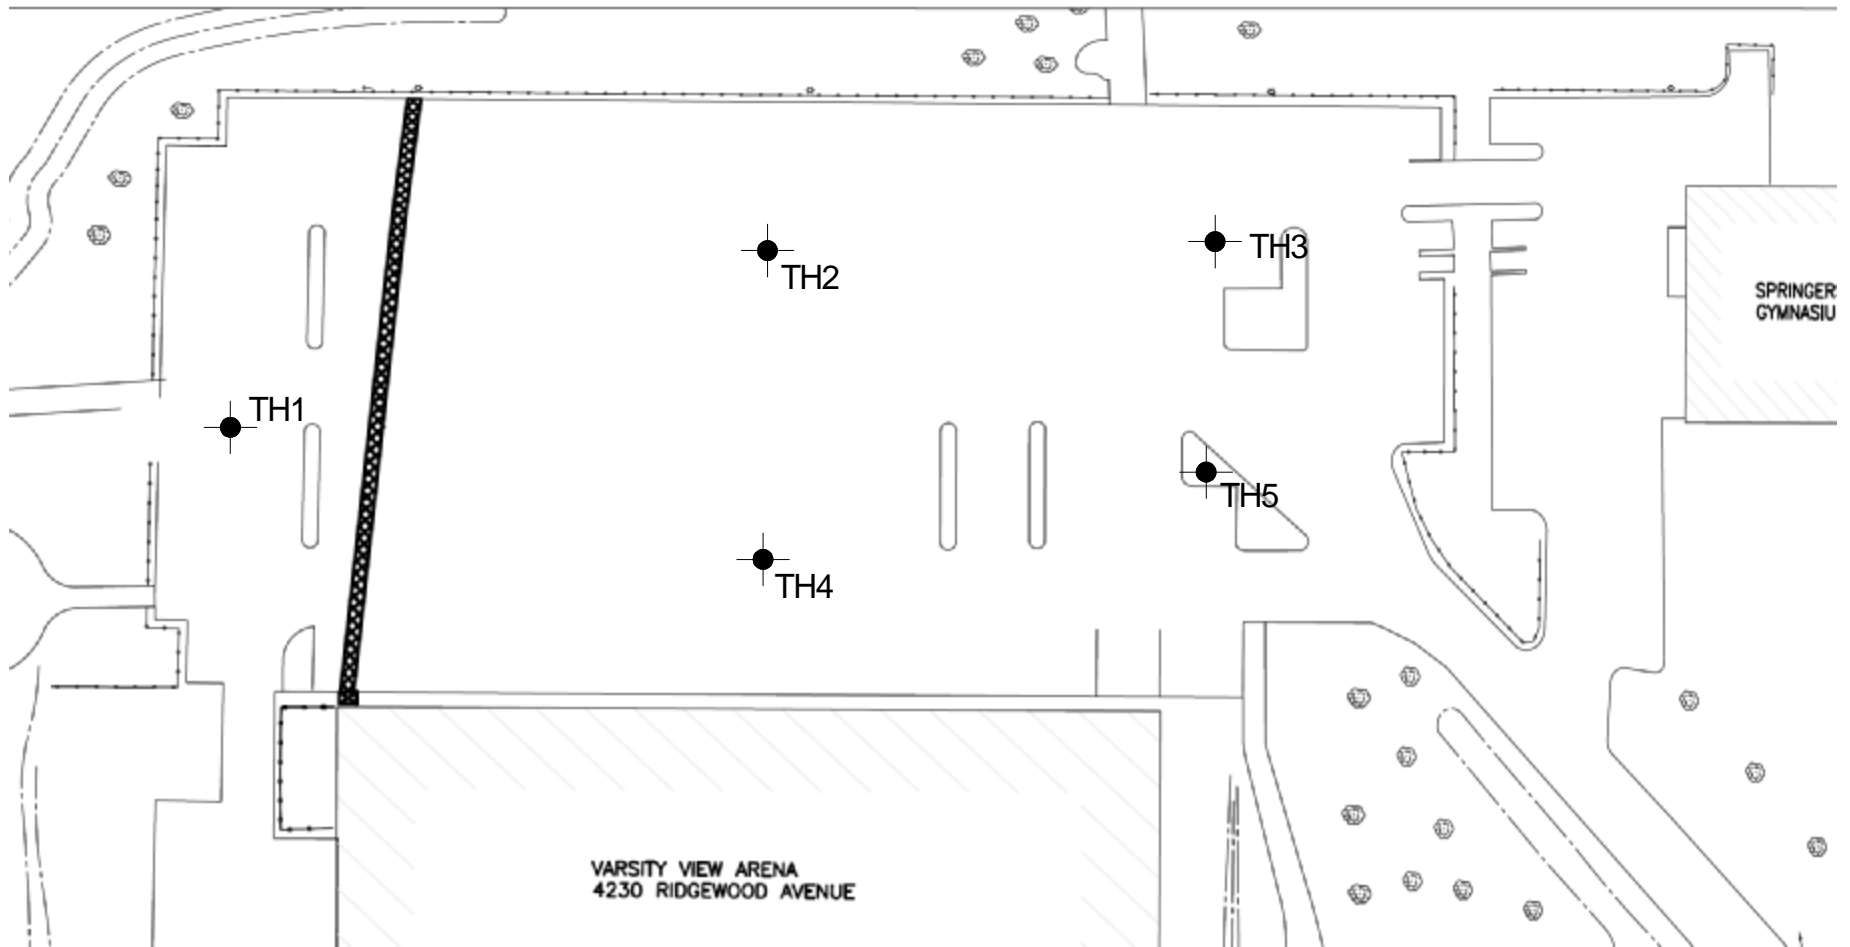 TH3
TH2
SPRINGER
GYMNASIU
TH1
TH5
TH4
VARSITY VIEW ARENA
4230 RIDGEWOOD AVENUE